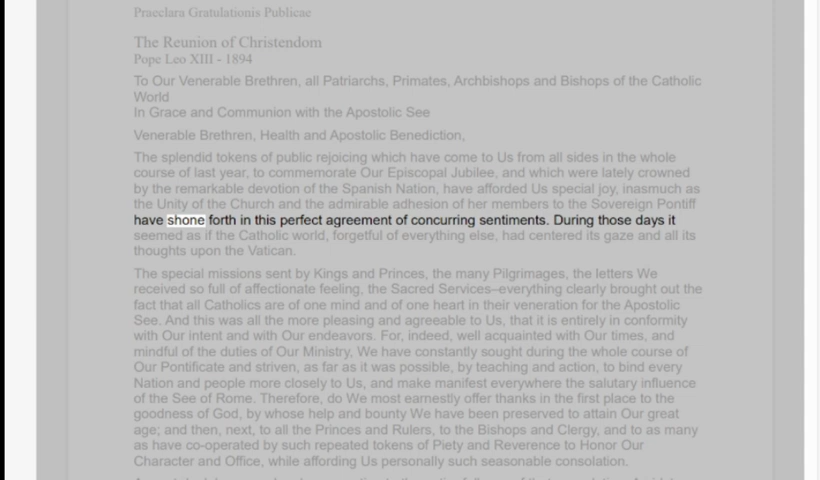 Praeclara Gratulationis Publicae
The Reunion of Christendom
Pope Leo XIII - 1894
To Our Venerable Brethren, all Patriarchs, Primates, Archbishops and Bishops of the Catholic
World
In Grace and Communion with the Apostolic See
Venerable Brethren, Health and Apostolic Benediction,
The splendid tokens of public rejoicing which have come to Us from all sides in the whole
course of last year, to commemorate Our Episcopal Jubilee, and which were lately crowned
by the remarkable devotion of the Spanish Nation, have afforded Us special joy, inasmuch as
the Unity of the Church and the admirable adhesion of her members to the Sovereign Pontiff
have shone forth in this perfect agreement of concurring sentiments. During those days it
seemed as if the Catholic world, forgetful of everything else, had centered its gaze and all its
thoughts upon the Vatican.
The special missions sent by Kings and Princes, the many Pilgrimages, the letters We
received so full of affectionate feeling, the Sacred Services–everything clearly brought out the
fact that all Catholics are of one mind and of one heart in their veneration for the Apostolic
See. And this was all the more pleasing and agreeable to Us, that it is entirely in conformity
with Our intent and with Our endeavors. For, indeed, well acquainted with Our times, and
mindful of the duties of Our Ministry, We have constantly sought during the whole course of
Our Pontificate and striven, as far as it was possible, by teaching and action, to bind every
Nation and people more closely to Us, and make manifest everywhere the salutary influence
of the See of Rome. Therefore, do We most earnestly offer thanks in the first place to the
goodness of God, by whose help and bounty We have been preserved to attain Our great
age; and then, next, to all the Princes and Rulers, to the Bishops and Clergy, and to as many
as have co-operated by such repeated tokens of Piety and Reverence to Honor Our
Character and Office, while affording Us personally such seasonable consolation.